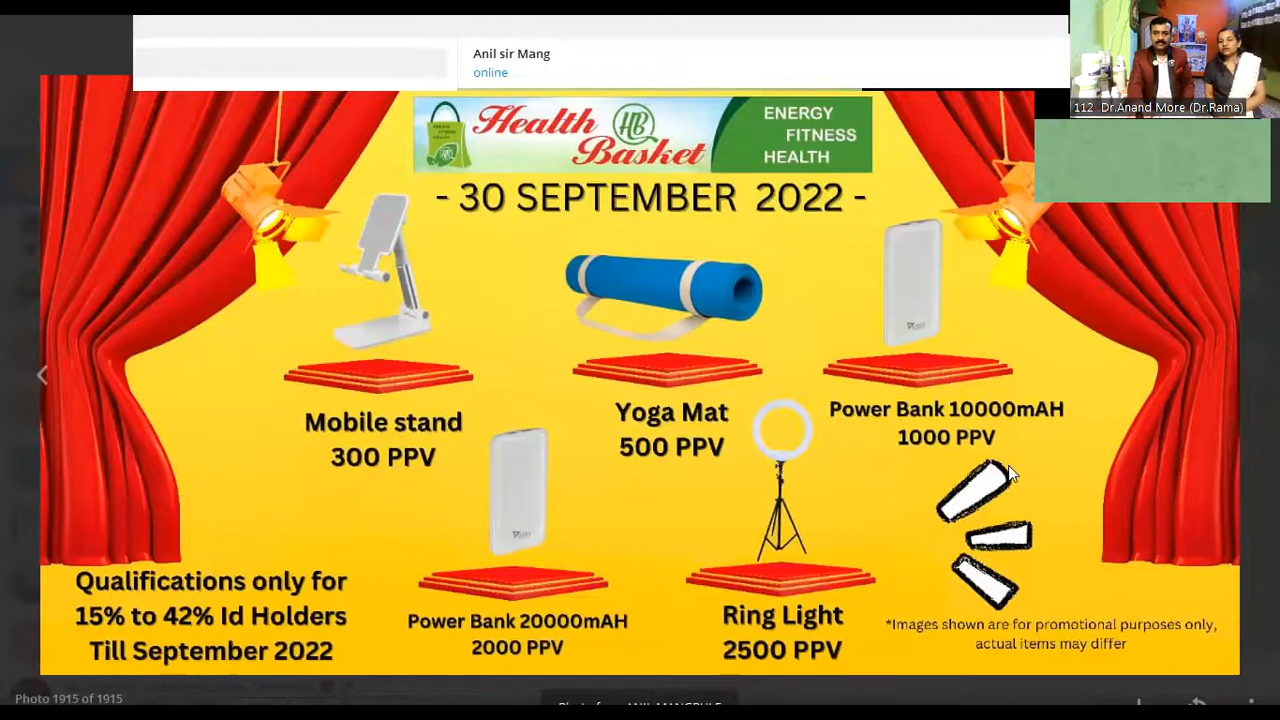 Anil sir Mang
online
112 Dr.Anand More (Dr.Rama)
Health
Basket
HB
ENERGY
FITNESS
HEALTH
- 30 SEPTEMBER 2022 -
Mobile stand
300 PPV
Yoga Mat
500 PPV
Power Bank 10000mAH
1000 PPV
Qualifications only for
15% to 42% Id Holders
Till September 2022
Power Bank 20000mAH
2000 PPV
Ring Light
2500 PPV
*Images shown are for promotional purposes only,
actual items may differ
Photo 1915 of 1915